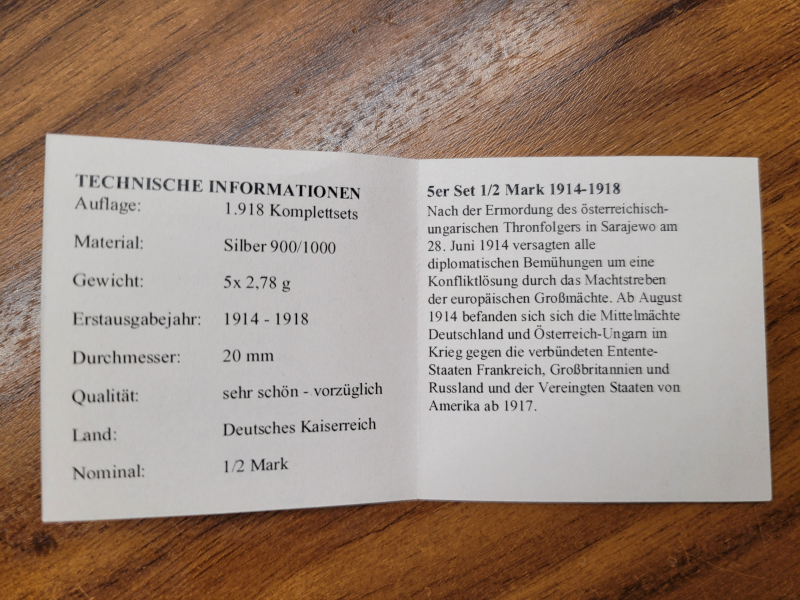 TECHNISCHE INFORMATIONEN
Auflage: 1.918 Komplettsets
Material: Silber 900/1000
Gewicht: 5x 2,78 g
Erstausgabejahr: 1914 - 1918
Durchmesser: 20 mm
Qualität: sehr schön - vorzüglich
Land: Deutsches Kaiserreich
Nominal: 1/2 Mark
5er Set 1/2 Mark 1914-1918
Nach der Ermordung des österreichisch-
ungarischen Thronfolgers in Sarajewo am
28. Juni 1914 versagten alle
diplomatischen Bemühungen um eine
Konfliktlösung durch das Machtstreben
der europäischen Großmächte. Ab August
1914 befanden sich sich die Mittelmächte
Deutschland und Österreich-Ungarn im
Krieg gegen die verbündeten Entente-
Staaten Frankreich, Großbritannien und
Russland und der Vereingten Staaten von
Amerika ab 1917.